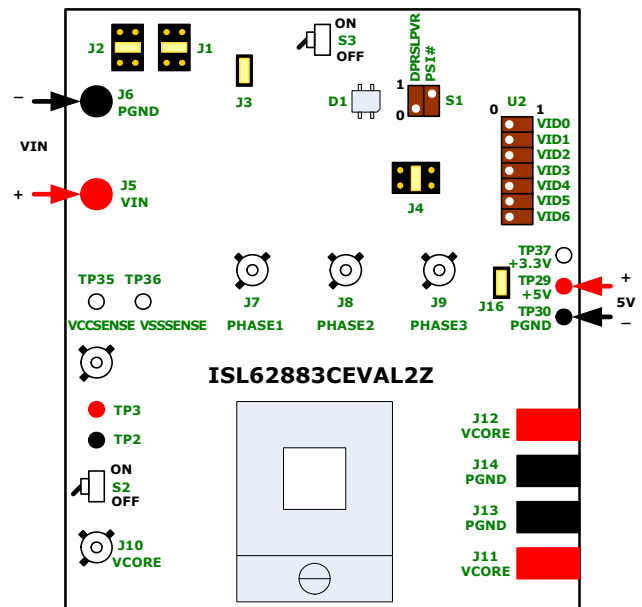 ON
S3
OFF
J2
J1
J3
DPRSLPVR
PSI#
1
0
D1
S1
U2
0
1
VID0
VID1
VID2
VID3
VID4
VID5
VID6
–
J6
PGND
VIN
+
J5
VIN
J4
TP37
+3.3V
TP29
+5V
TP30
PGND
+
5V
–
J16
TP35
TP36
VCCSENSE
VSSSENSE
J7
PHASE1
J8
PHASE2
J9
PHASE3
ISL62883CEVAL2Z
TP3
TP2
ON
S2
OFF
J10
VCORE
J12
VCORE
J14
PGND
J13
PGND
J11
VCORE